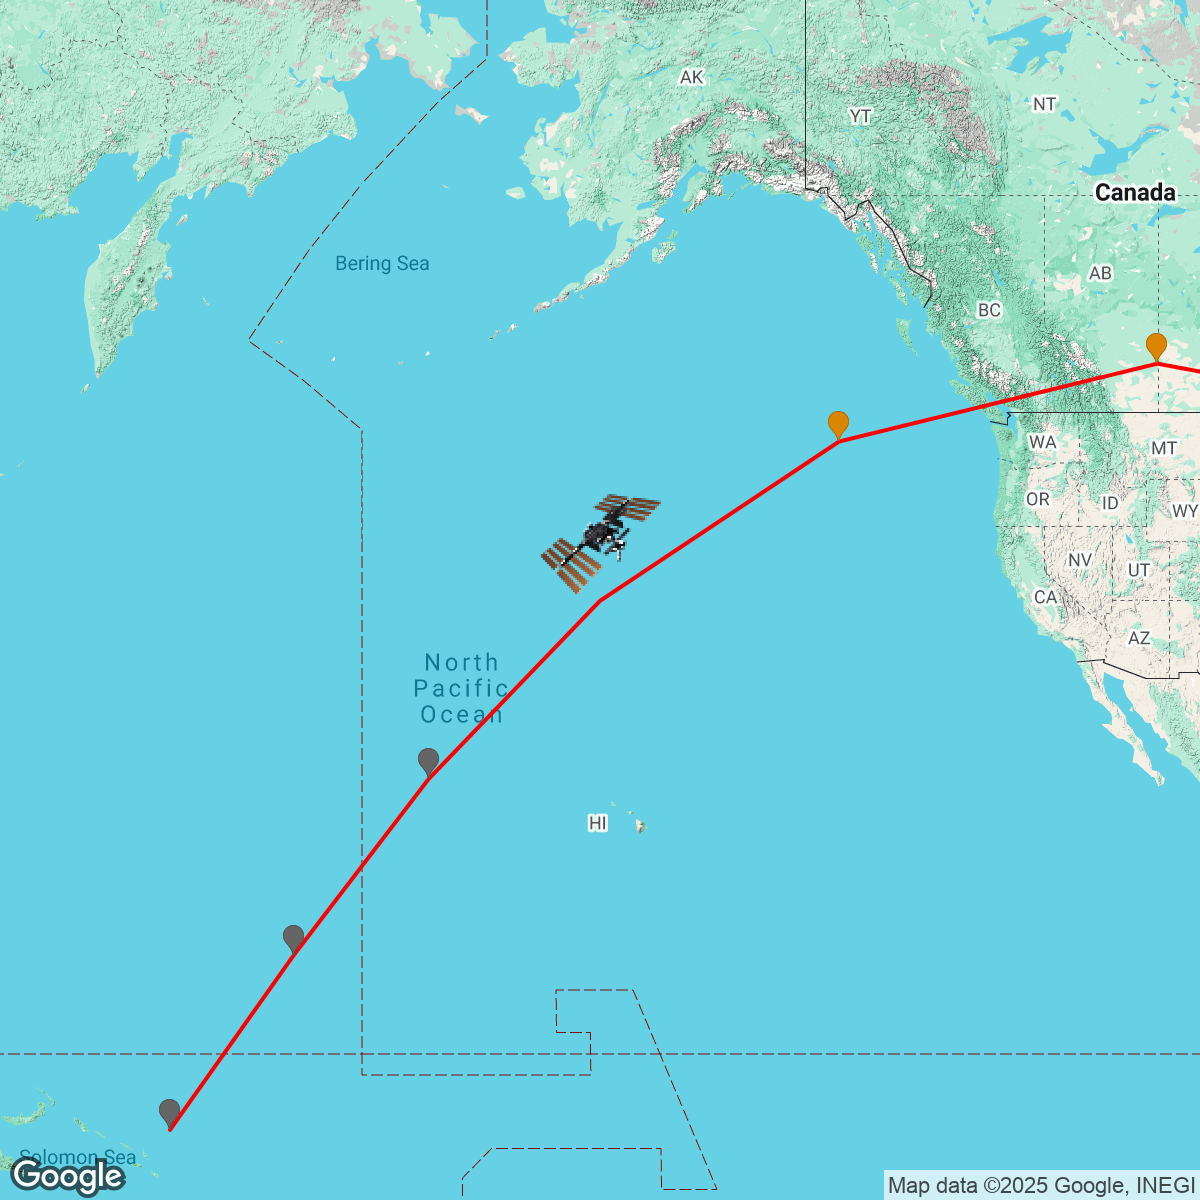 AK
NT
YT
Canada
Bering Sea
AB
BC
WA
MT
OR
ID
WY
NV
UT
CA
AZ
North
Pacific
Ocean
HI
Solomon Sea
Google
Map data ©2025 Google, INEGI